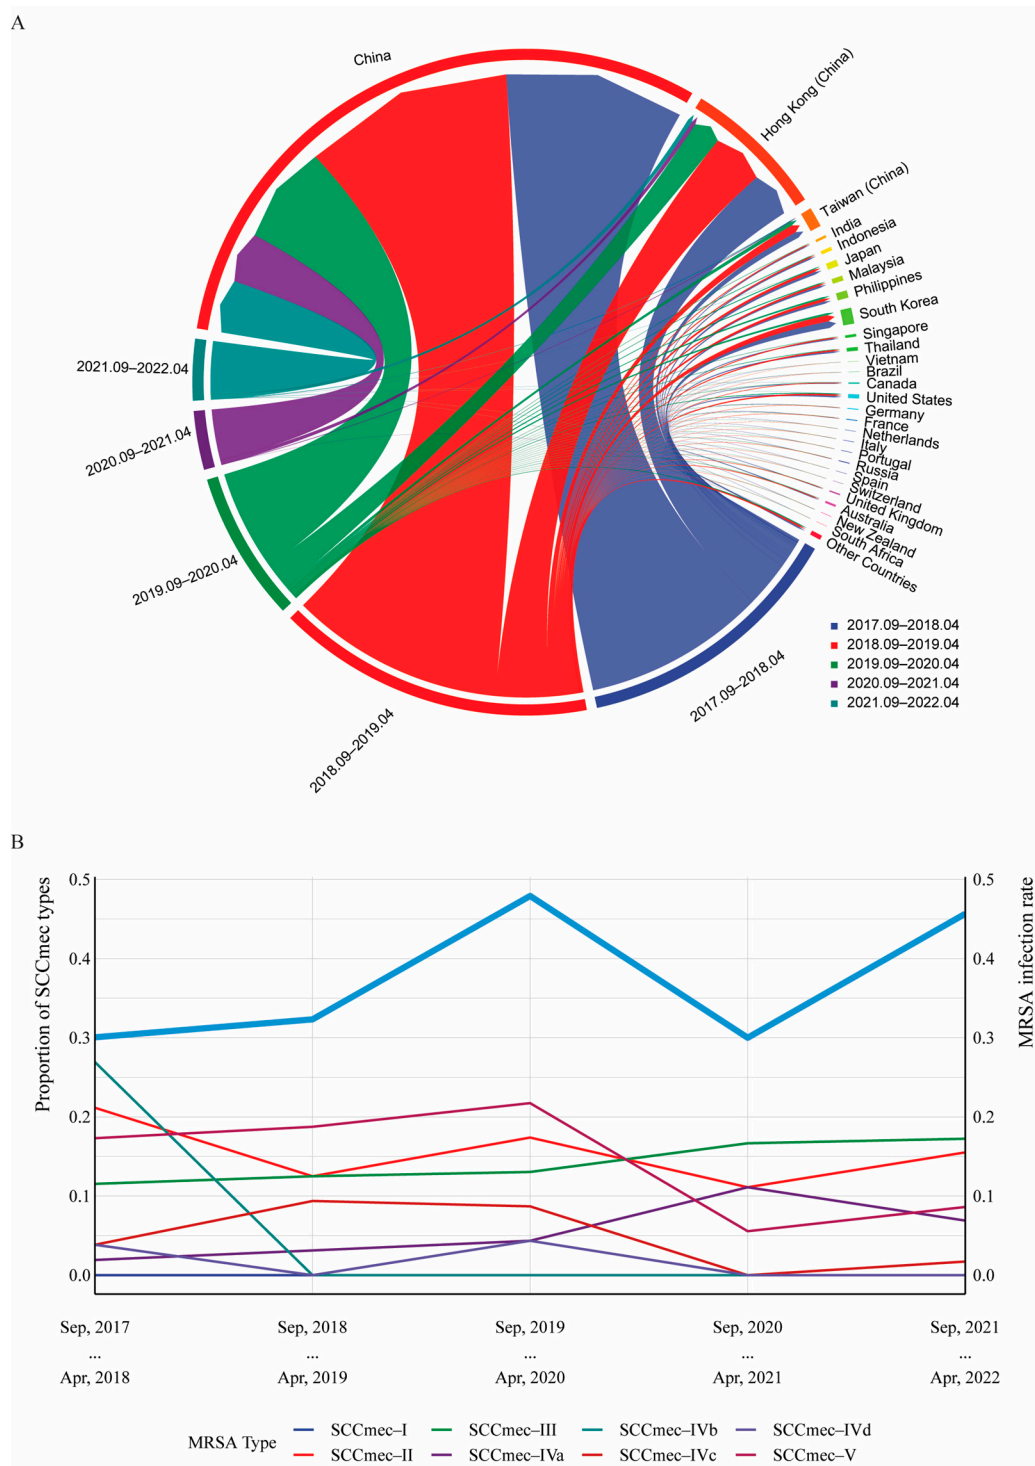 A
China
Hong Kong (China)
Taiwan (China)
India
Indonesia
Japan
Malaysia
Philippines
South Korea
Singapore
Thailand
Vietnam
Brazil
Canada
United States
Germany
France
Netherlands
Italy
Portugal
Russia
Spain
Switzerland
United Kingdom
Australia
New Zealand
South Africa
Other Countries
2021.09–2022.04
2020.09–2021.04
2019.09–2020.04
2018.09–2019.04
2017.09–2018.04
2017.09–2018.04
2018.09–2019.04
2019.09–2020.04
2020.09–2021.04
2021.09–2022.04
B
Proportion of SCCmec types
MRSA infection rate
0.5 0.5
0.4 0.4
0.3 0.3
0.2 0.2
0.1 0.1
0.0 0.0
Sep, 2017 Sep, 2018 Sep, 2019 Sep, 2020 Sep, 2021
... ... ... ... ...
Apr, 2018 Apr, 2019 Apr, 2020 Apr, 2021 Apr, 2022
MRSA Type
SCCmec–I SCCmec–III SCCmec–IVb SCCmec–IVd
SCCmec–II SCCmec–IVa SCCmec–IVc SCCmec–V